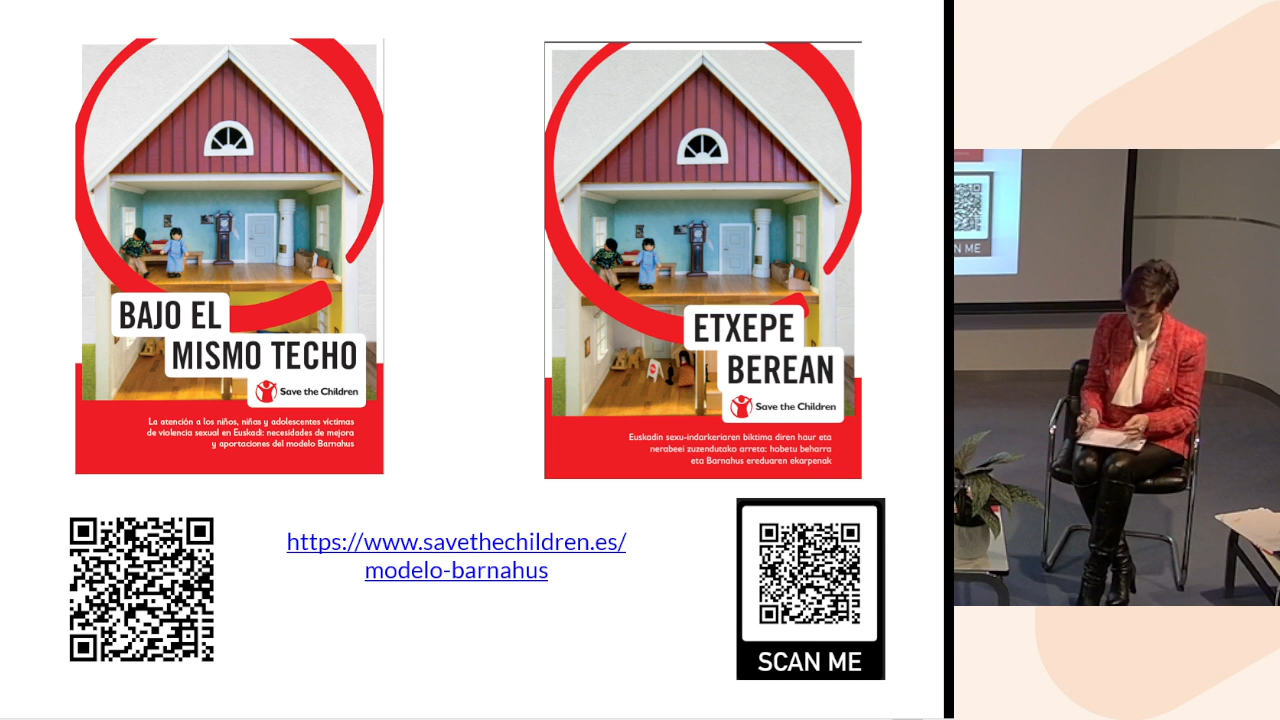 BAJO EL
MISMO TECHO
Save the Children
La atención a los niños, niñas y adolescentes víctimas
de violencia sexual en Euskadi: necesidades de mejora
y aportaciones del modelo Barnahus
ETXEPE
BEREAN
Save the Children
Euskadin sexu-indarkeriaren biktima diren haur eta
nerabeei zuzendutako arreta: hobetu beharra
eta Barnahus ereduaren ekarpenak
https://www.savethechildren.es/
modelo-barnahus
SCAN ME
N ME